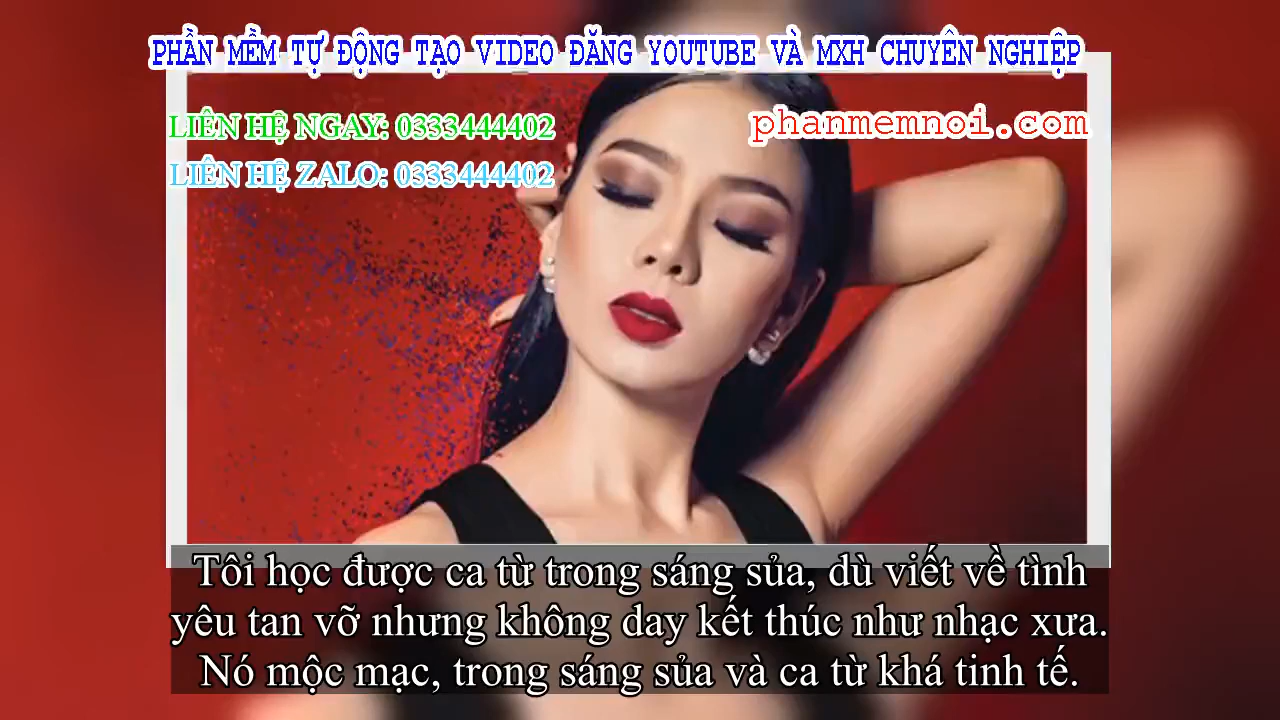 PHẦN MỀM TỰ ĐỘNG TẠO VIDEO ĐĂNG YOUTUBE VÀ MXH CHUYÊN NGHIỆP
LIÊN HỆ NGAY: 0333444402
phanmemnoi.com
LIÊN HỆ ZALO: 0333444402
Tôi học được ca từ trong sáng sủa, dù viết về tình
yêu tan vỡ nhưng không day kết thúc như nhạc xưa.
Nó mộc mạc, trong sáng sủa và ca từ khá tinh tế.